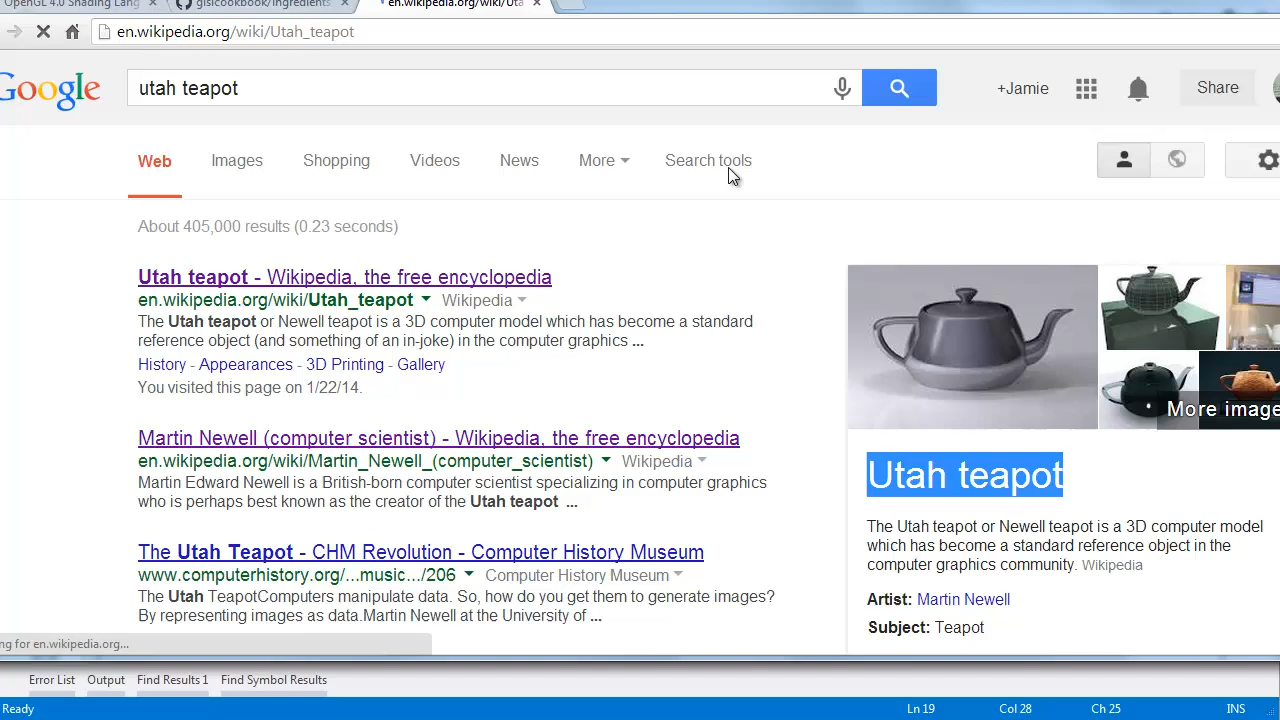 OpenGL 4.0 Shading Lang
glslcookbook/ingredients
en.wikipedia.org/wiki/Uta
en.wikipedia.org/wiki/Utah_teapot
Google
utah teapot
+Jamie
Share
Web
Images
Shopping
Videos
News
More
Search tools
About 405,000 results (0.23 seconds)
Utah teapot - Wikipedia, the free encyclopedia
en.wikipedia.org/wiki/Utah_teapot
Wikipedia
The Utah teapot or Newell teapot is a 3D computer model which has become a standard
reference object (and something of an in-joke) in the computer graphics ...
History - Appearances - 3D Printing - Gallery
You visited this page on 1/22/14.
Martin Newell (computer scientist) - Wikipedia, the free encyclopedia
en.wikipedia.org/wiki/Martin_Newell_(computer_scientist)
Wikipedia
Martin Edward Newell is a British-born computer scientist specializing in computer graphics
who is perhaps best known as the creator of the Utah teapot ...
The Utah Teapot - CHM Revolution - Computer History Museum
www.computerhistory.org/...music.../206
Computer History Museum
The Utah TeapotComputers manipulate data. So, how do you get them to generate images?
By representing images as data.Martin Newell at the University of ...
More image
Utah teapot
The Utah teapot or Newell teapot is a 3D computer model
which has become a standard reference object in the
computer graphics community. Wikipedia
Artist: Martin Newell
Subject: Teapot
ng for en.wikipedia.org...
Error List
Output
Find Results 1
Find Symbol Results
Ready
Ln 19
Col 28
Ch 25
INS